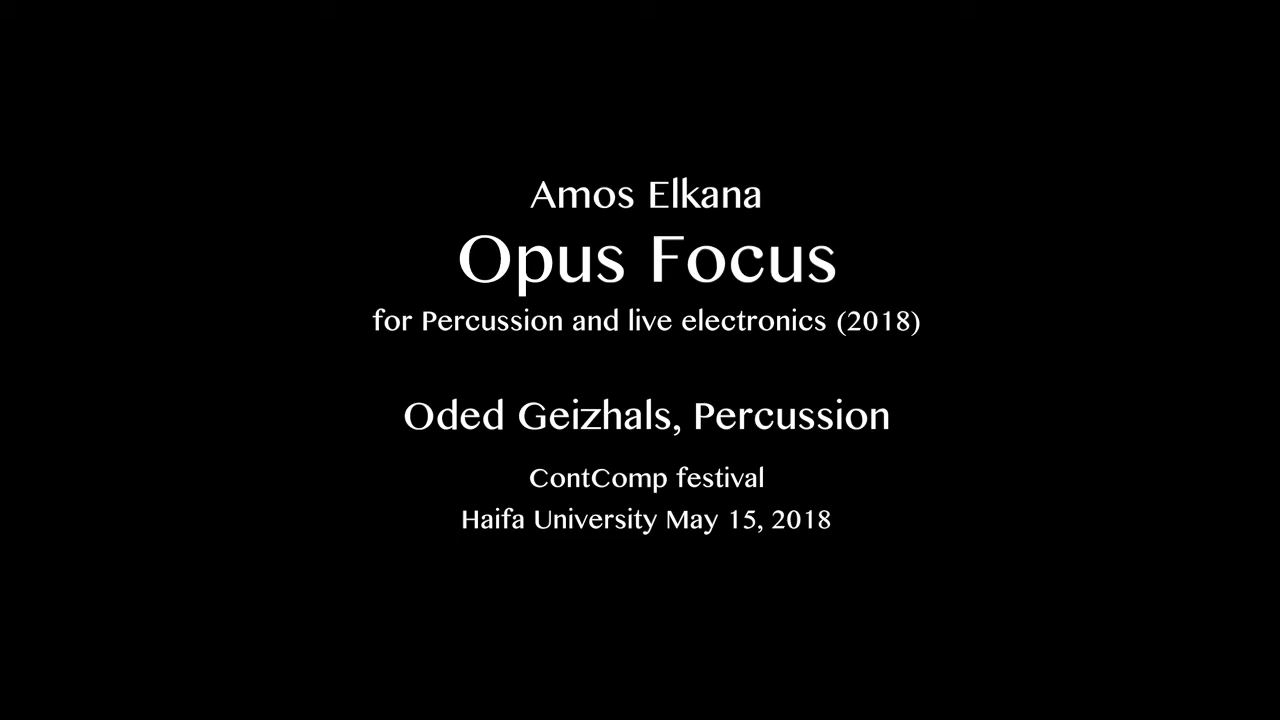 Amos Elkana
Opus Focus
for Percussion and live electronics (2018)
Oded Geizhals, Percussion
ContComp festival
Haifa University May 15, 2018